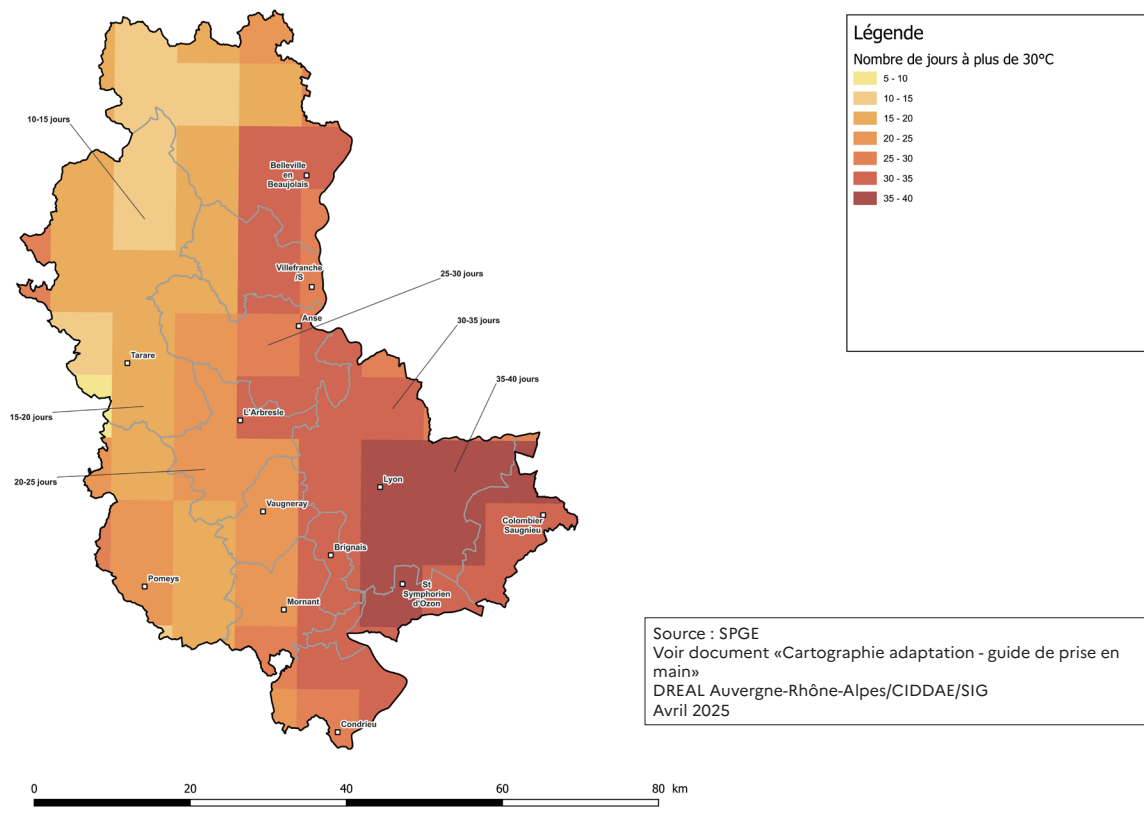 Légende
Nombre de jours à plus de 30°C
5 - 10
10 - 15
15 - 20
20 - 25
25 - 30
30 - 35
35 - 40
10-15 jours
Belleville
en
Beaujolais
Villefranche
/S
25-30 jours
Anse
30-35 jours
Tarare
35-40 jours
15-20 jours
L'Arbresle
20-25 jours
Lyon
Vaugneray
Colombier
Saugnieu
Brignais
Pomeys
St
Symphorien
d'Ozon
Mornant
Condrieu
Source : SPGE
Voir document «Cartographie adaptation - guide de prise en
main»
DREAL Auvergne-Rhône-Alpes/CIDDAE/SIG
Avril 2025
0 20 40 60 80 km